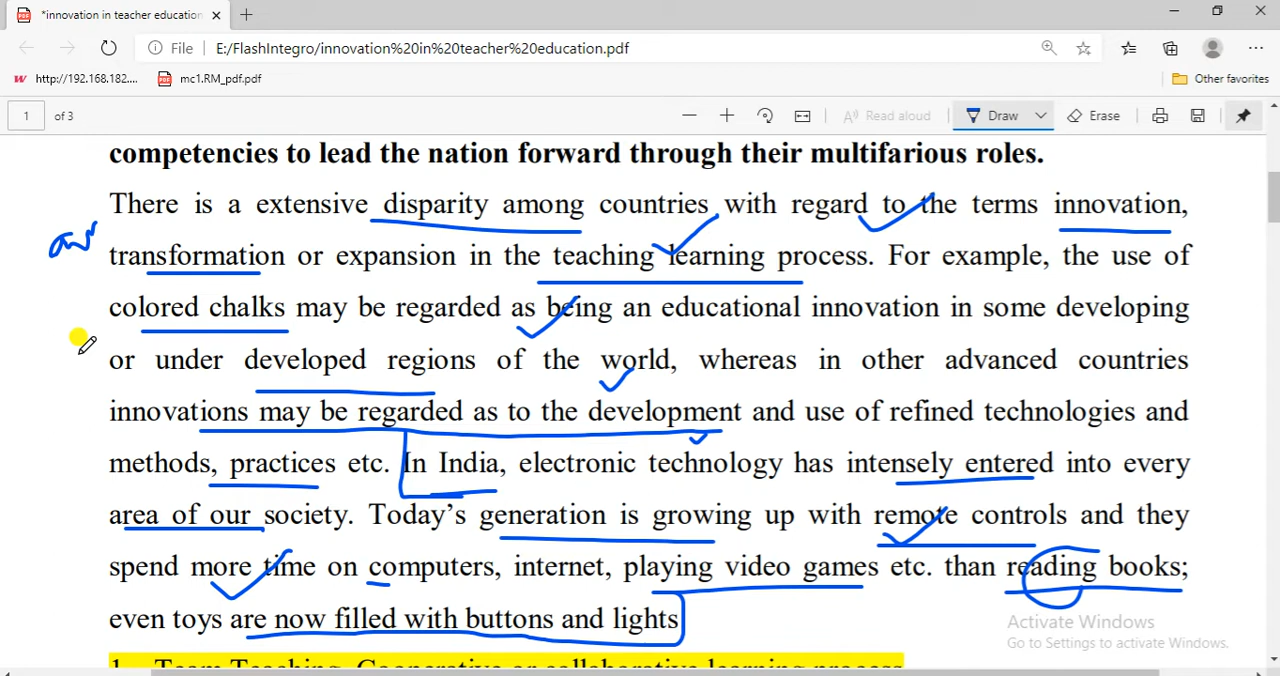 *innovation in teacher education
File
E:/FlashIntegro/innovation%20in%20teacher%20education.pdf
http://192.168.182....
mc1.RM_pdf.pdf
Other favorites
1 of 3
Read aloud
Draw
Erase
competencies to lead the nation forward through their multifarious roles.
There is a extensive disparity among countries with regard to the terms innovation,
transformation or expansion in the teaching learning process. For example, the use of
colored chalks may be regarded as being an educational innovation in some developing
or under developed regions of the world, whereas in other advanced countries
innovations may be regarded as to the development and use of refined technologies and
methods, practices etc. In India, electronic technology has intensely entered into every
area of our society. Today's generation is growing up with remote controls and they
spend more time on computers, internet, playing video games etc. than reading books;
even toys are now filled with buttons and lights
Activate Windows
Go to Settings to activate Windows.
1. Team Teaching, Cooperative or collaborative learning process